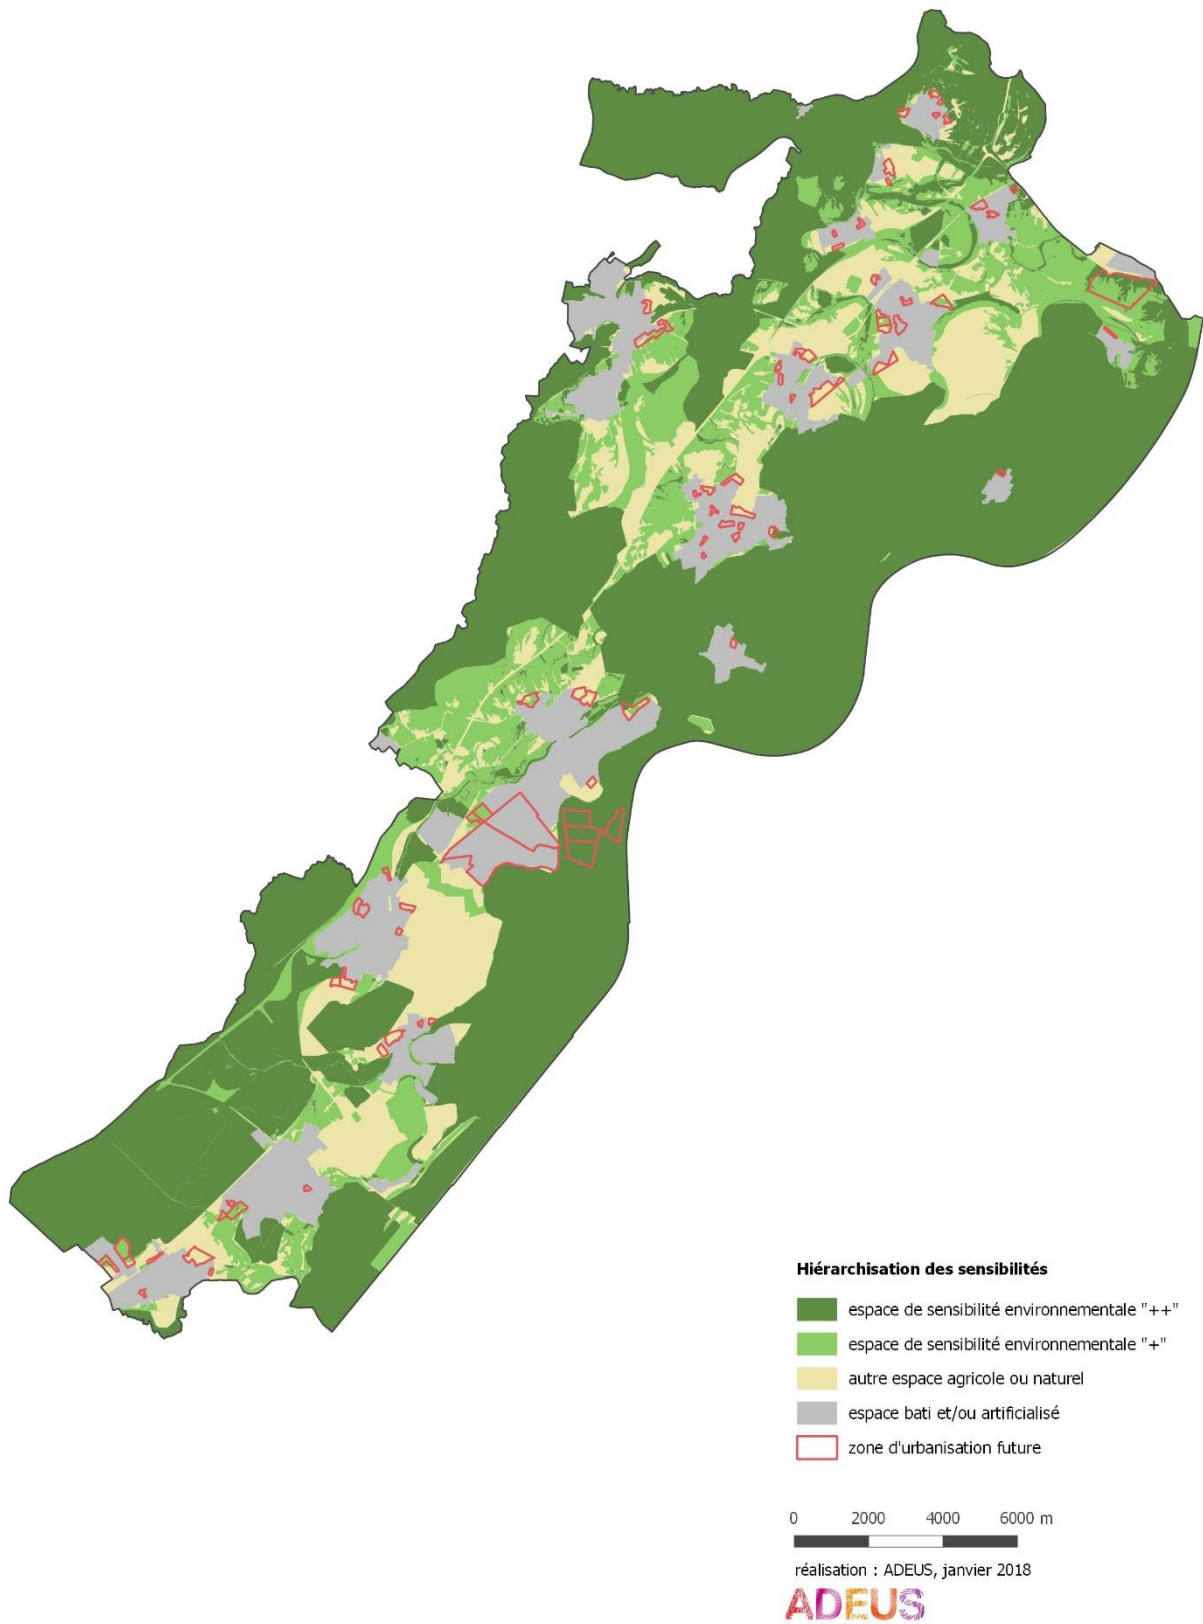 Hiérarchisation des sensibilités
espace de sensibilité environnementale "++"
espace de sensibilité environnementale "+"
autre espace agricole ou naturel
espace bati et/ou artificialisé
zone d'urbanisation future
0 2000 4000 6000 m
réalisation : ADEUS, janvier 2018
ADEUS